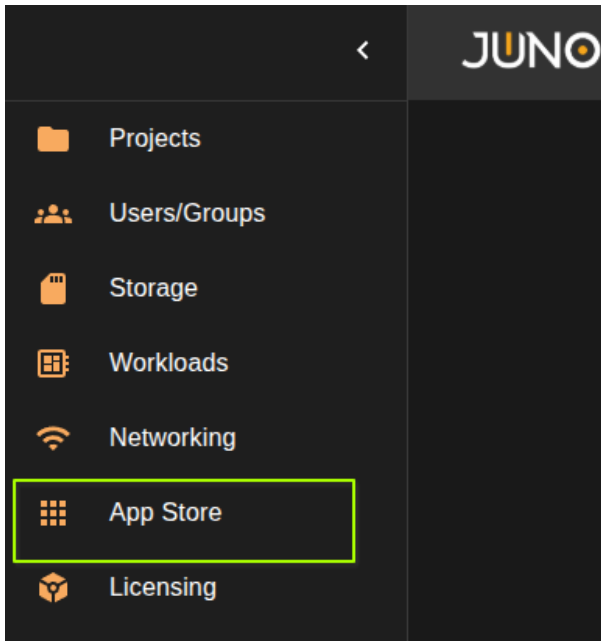 JUNO
Projects
Users/Groups
Storage
Workloads
Networking
App Store
Licensing